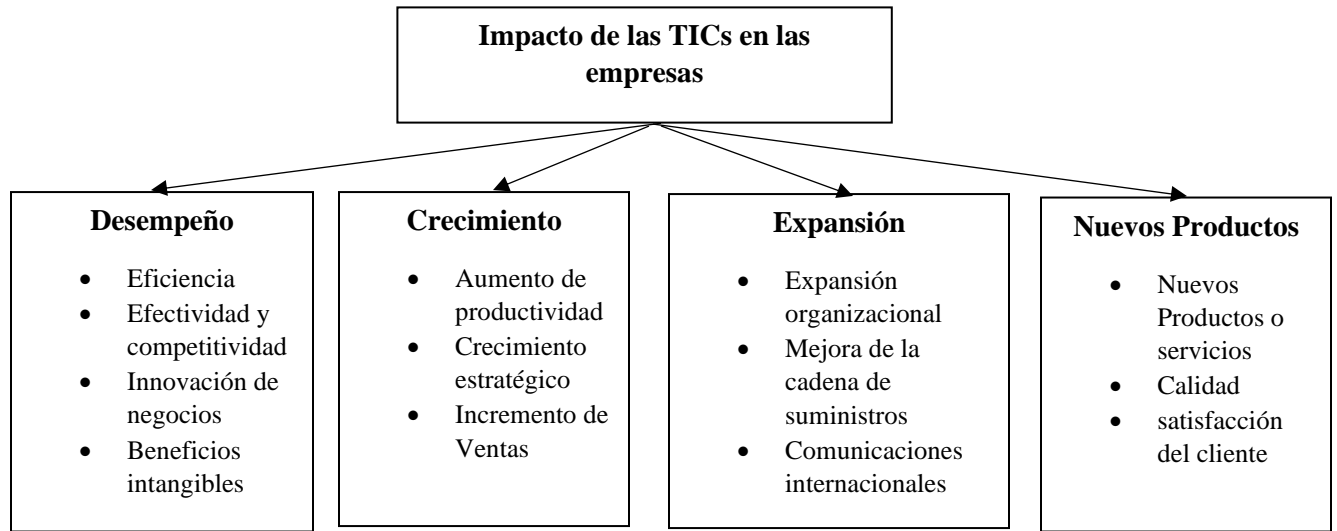 Impacto de las TICs en las
empresas
Desempeño
• Eficiencia
• Efectividad y
competitividad
• Innovación de
negocios
• Beneficios
intangibles
Crecimiento
• Aumento de
productividad
• Crecimiento
estratégico
• Incremento de
Ventas
Expansión
• Expansión
organizacional
• Mejora de la
cadena de
suministros
• Comunicaciones
internacionales
Nuevos Productos
• Nuevos
Productos o
servicios
• Calidad
• satisfacción
del cliente